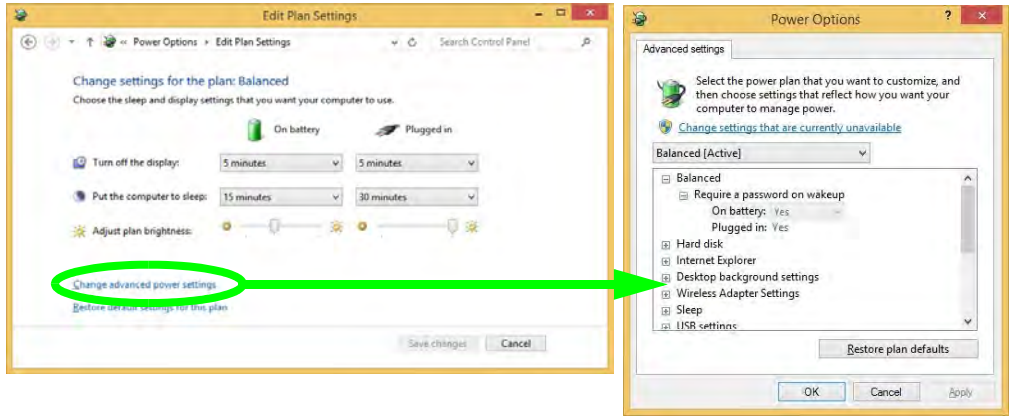 Edit Plan Settings
« Power Options › Edit Plan Settings
Search Control Panel
Change settings for the plan: Balanced
Choose the sleep and display settings that you want your computer to use.
On battery
Plugged in
Turn off the display:
5 minutes
5 minutes
Put the computer to sleep:
15 minutes
30 minutes
Adjust plan brightness:
Change advanced power settings
Restore default settings for this plan
Save changes
Cancel
Power Options
?
Advanced settings
Select the power plan that you want to customize, and
then choose settings that reflect how you want your
computer to manage power.
Change settings that are currently unavailable
Balanced [Active]
Balanced
Require a password on wakeup
On battery: Yes
Plugged in: Yes
Hard disk
Internet Explorer
Desktop background settings
Wireless Adapter Settings
Sleep
USB settings
Restore plan defaults
OK
Cancel
Apply